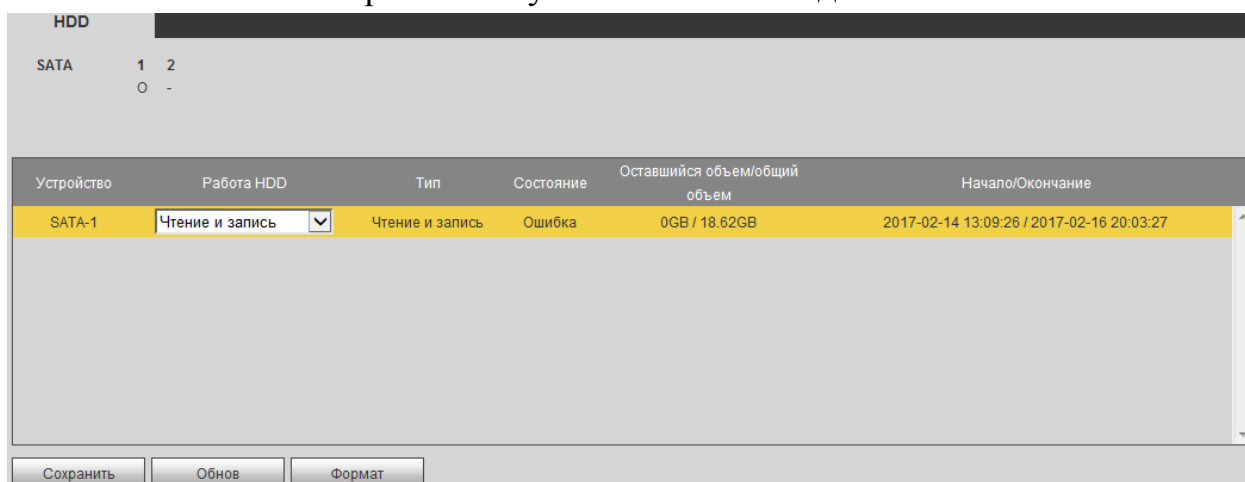 HDD
SATA 1 2
O -
Устройство Работа HDD Тип Состояние Оставшийся объем/общий объем Начало/Окончание
SATA-1 Чтение и запись Чтение и запись Ошибка 0GB / 18.62GB 2017-02-14 13:09:26 / 2017-02-16 20:03:27
Сохранить Обнов Формат